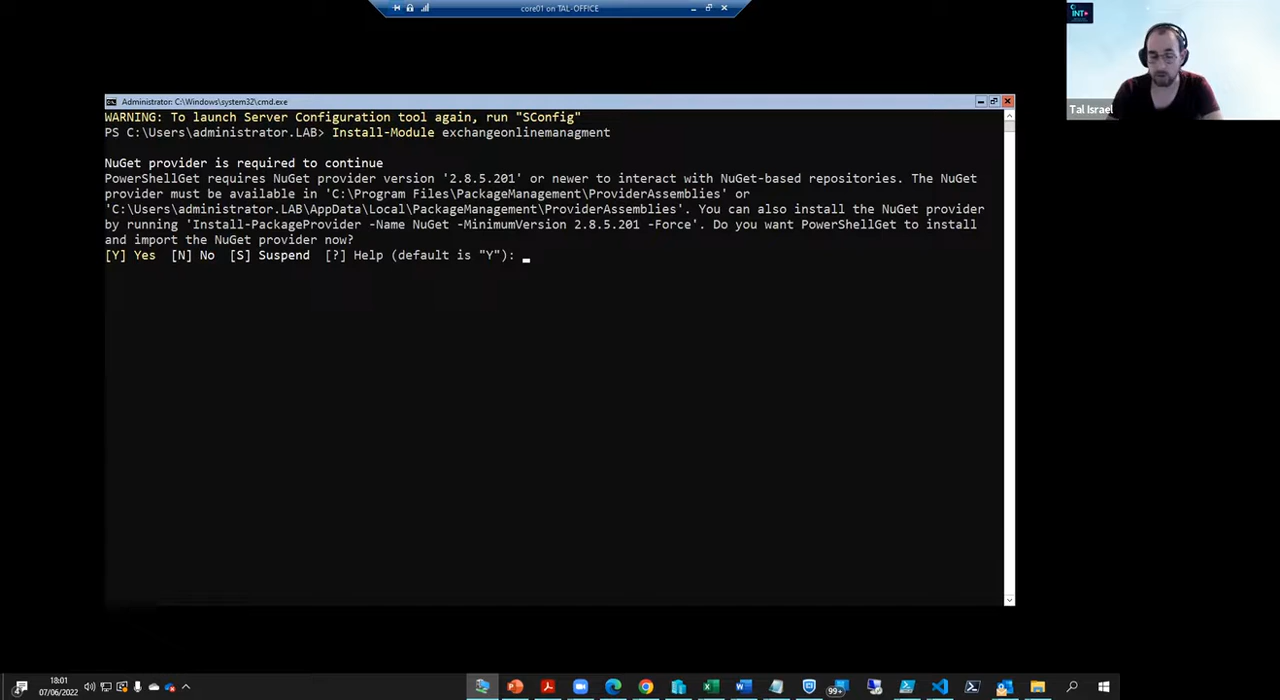 core01 on TAL-OFFICE
INT
Tal Israel
Administrator: C:\Windows\system32\cmd.exe
WARNING: To launch Server Configuration tool again, run "SConfig"
PS C:\Users\administrator.LAB> Install-Module exchangeonlinemanagment
NuGet provider is required to continue
PowerShellGet requires NuGet provider version '2.8.5.201' or newer to interact with NuGet-based repositories. The NuGet
provider must be available in 'C:\Program Files\PackageManagement\ProviderAssemblies' or
'C:\Users\administrator.LAB\AppData\Local\PackageManagement\ProviderAssemblies'. You can also install the NuGet provider
by running 'Install-PackageProvider -Name NuGet -MinimumVersion 2.8.5.201 -Force'. Do you want PowerShellGet to install
and import the NuGet provider now?
[Y] Yes [N] No [S] Suspend [?] Help (default is "Y"): _
18:01
07/06/2022
99+